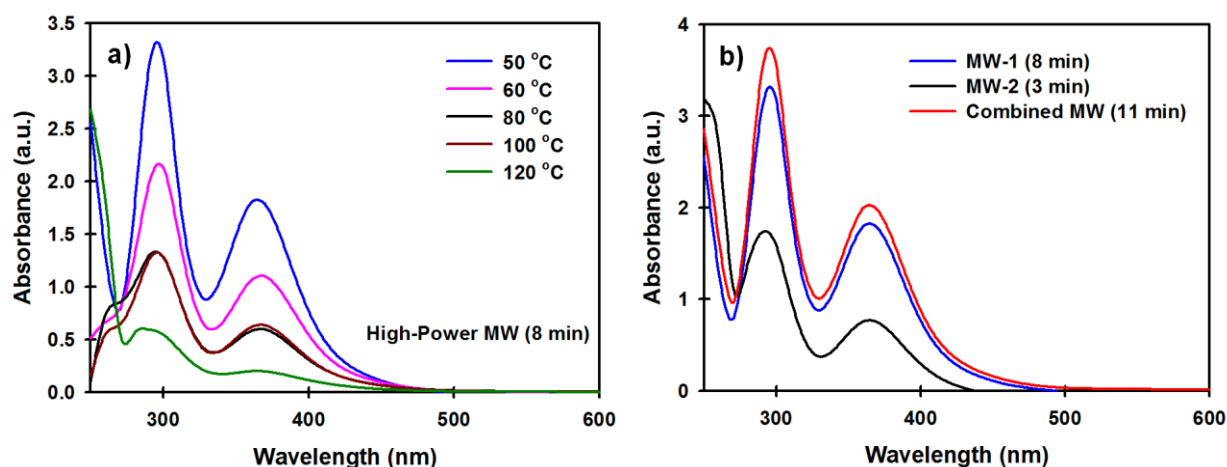 a)
Absorbance (a.u.)
3.5
3.0
2.5
2.0
1.5
1.0
0.5
0.0
50 °C
60 °C
80 °C
100 °C
120 °C
High-Power MW (8 min)
300 400 500 600
Wavelength (nm)
b)
Absorbance (a.u.)
4
3
2
1
0
MW-1 (8 min)
MW-2 (3 min)
Combined MW (11 min)
300 400 500 600
Wavelength (nm)